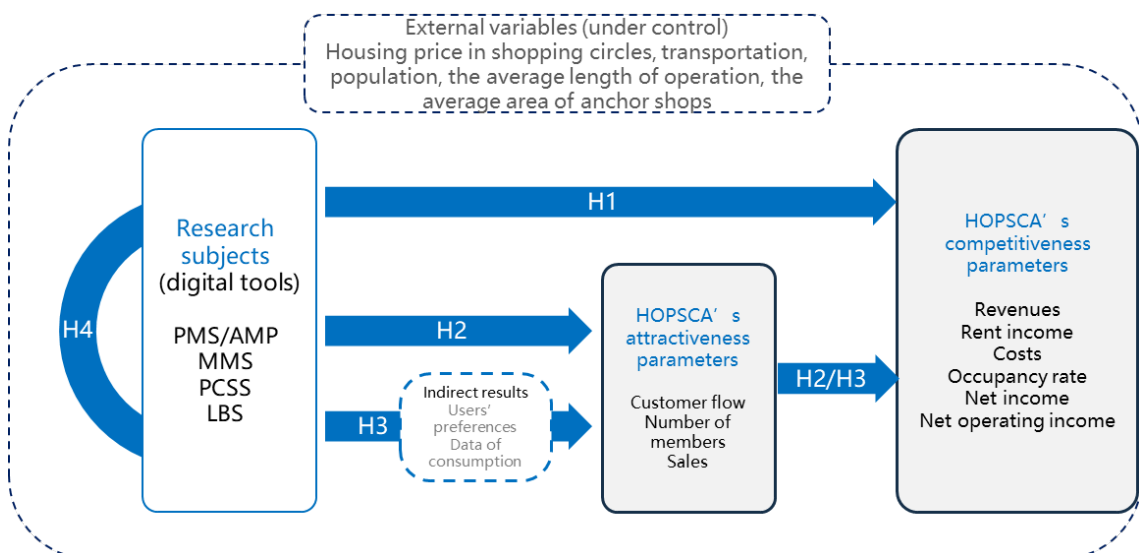 External variables (under control)
Housing price in shopping circles, transportation,
population, the average length of operation, the
average area of anchor shops
H1
Research
subjects
(digital tools)
PMS/AMP
MMS
PCSS
LBS
H4
H2
H3
Indirect results
Users’
preferences
Data of
consumption
HOPSCA’s
attractiveness
parameters
Customer flow
Number of
members
Sales
H2/H3
HOPSCA’s
competitiveness
parameters
Revenues
Rent income
Costs
Occupancy rate
Net income
Net operating income